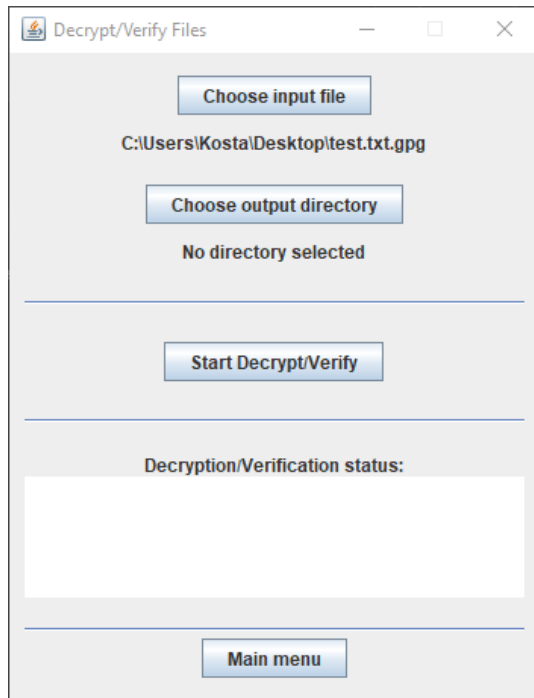 Decrypt/Verify Files
Choose input file
C:\Users\Kosta\Desktop\test.txt.gpg
Choose output directory
No directory selected
Start Decrypt/Verify
Decryption/Verification status:
Main menu